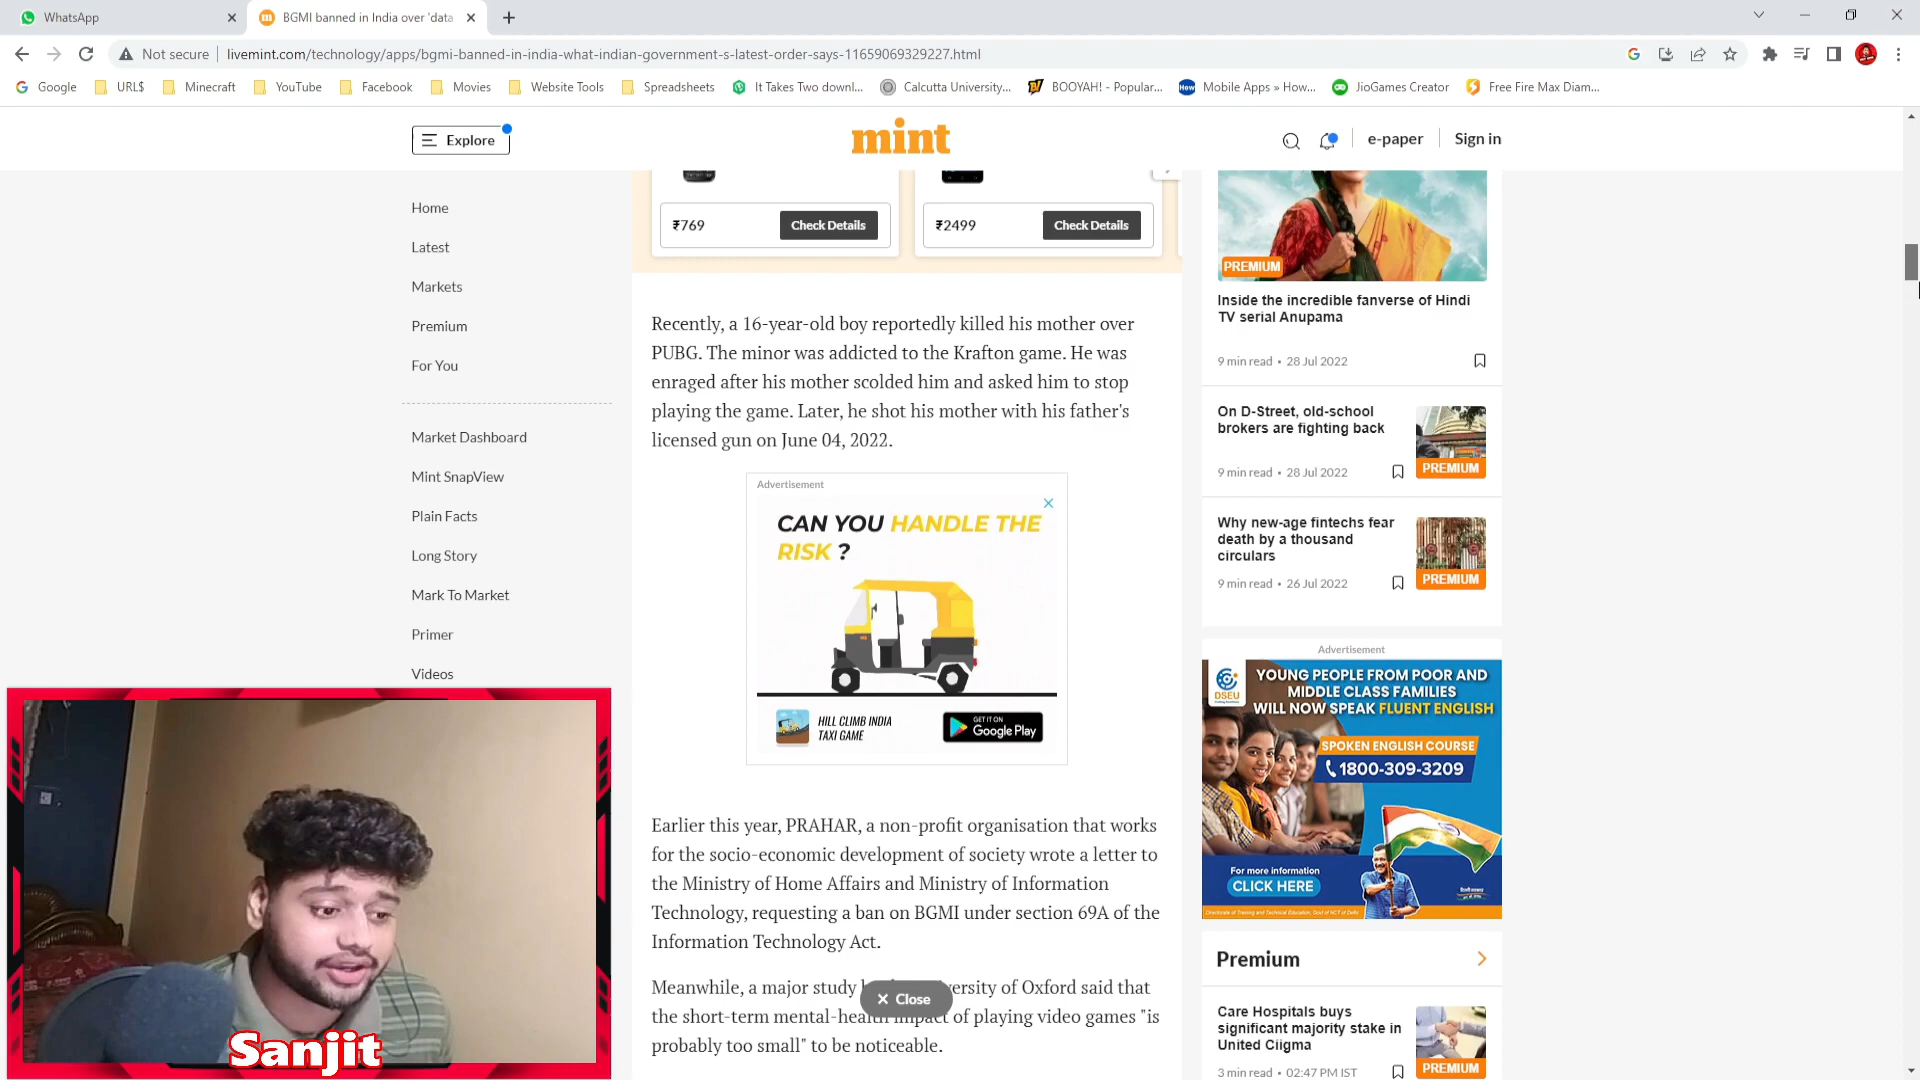 WhatsApp
BGMI banned in India over 'data
Not secure
livemint.com/technology/apps/bgmi-banned-in-india-what-indian-government-s-latest-order-says-11659069329227.html
Google
URL$
Minecraft
YouTube
Facebook
Movies
Website Tools
Spreadsheets
It Takes Two downl...
Calcutta University...
BOOYAH! - Popular...
Mobile Apps » How...
JioGames Creator
Free Fire Max Diam...
Explore
mint
e-paper
Sign in
Home
Latest
Markets
Premium
For You
Market Dashboard
Mint SnapView
Plain Facts
Long Story
Mark To Market
Primer
Videos
₹769
Check Details
₹2499
Check Details
Recently, a 16-year-old boy reportedly killed his mother over
PUBG. The minor was addicted to the Krafton game. He was
enraged after his mother scolded him and asked him to stop
playing the game. Later, he shot his mother with his father's
licensed gun on June 04, 2022.
Advertisement
CAN YOU HANDLE THE
RISK ?
HILL CLIMB INDIA
TAXI GAME
GET IT ON
Google Play
Earlier this year, PRAHAR, a non-profit organisation that works
for the socio-economic development of society wrote a letter to
the Ministry of Home Affairs and Ministry of Information
Technology, requesting a ban on BGMI under section 69A of the
Information Technology Act.
Meanwhile, a major study ersity of Oxford said that
the short-term mental-health impact of playing video games "is
probably too small" to be noticeable.
Close
PREMIUM
Inside the incredible fanverse of Hindi
TV serial Anupama
9 min read • 28 Jul 2022
On D-Street, old-school
brokers are fighting back
9 min read • 28 Jul 2022
PREMIUM
Why new-age fintechs fear
death by a thousand
circulars
9 min read • 26 Jul 2022
PREMIUM
Advertisement
DSEU
YOUNG PEOPLE FROM POOR AND
MIDDLE CLASS FAMILIES
WILL NOW SPEAK FLUENT ENGLISH
SPOKEN ENGLISH COURSE
1800-309-3209
For more information
CLICK HERE
Directorate of Training and Technical Education, Govt of NCT of Delhi
Premium
Care Hospitals buys
significant majority stake in
United Ciigma
3 min read • 02:47 PM IST
PREMIUM
Sanjit